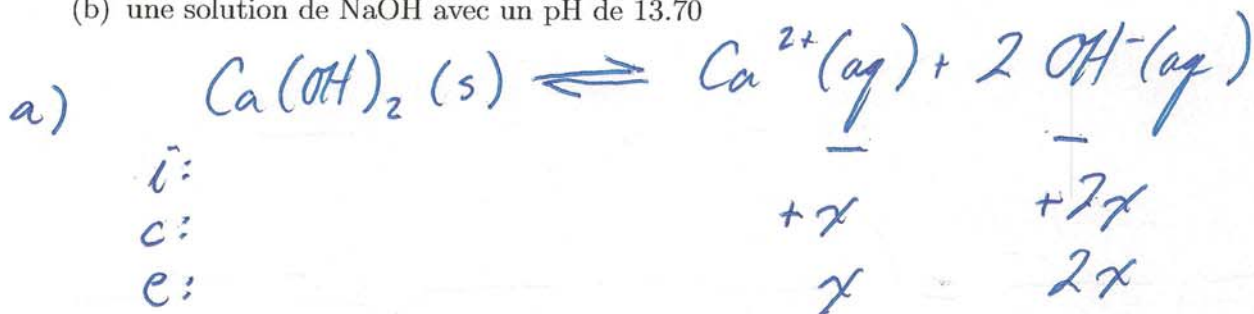 (b) une solution de NaOH avec un pH de 13.70
a) Ca(OH)₂ (s) ⇌ Ca²⁺(aq) + 2 OH⁻(aq)
i: – –
c: +x +2x
e: x 2x